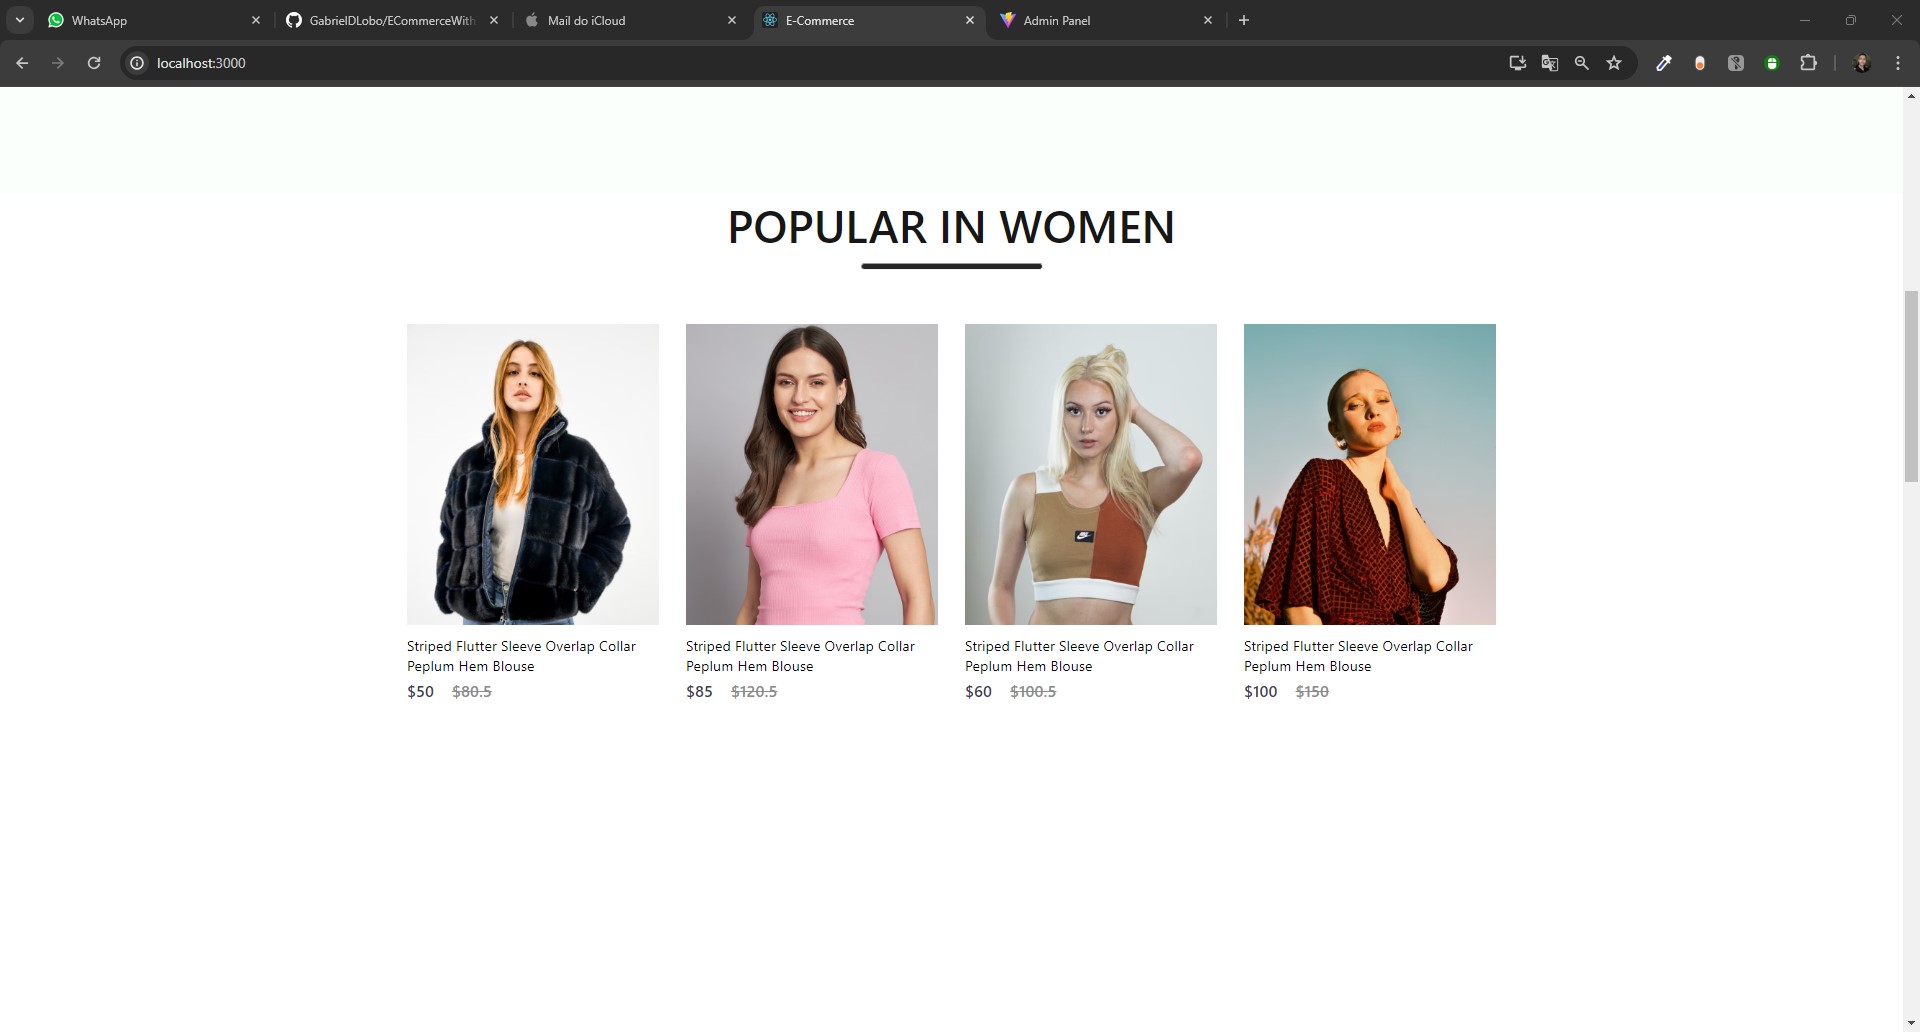 WhatsApp
GabrielDLobo/ECommerceWith
Mail do iCloud
E-Commerce
Admin Panel
localhost:3000
POPULAR IN WOMEN
Striped Flutter Sleeve Overlap Collar
Peplum Hem Blouse
$50 $80.5
Striped Flutter Sleeve Overlap Collar
Peplum Hem Blouse
$85 $120.5
Striped Flutter Sleeve Overlap Collar
Peplum Hem Blouse
$60 $100.5
Striped Flutter Sleeve Overlap Collar
Peplum Hem Blouse
$100 $150